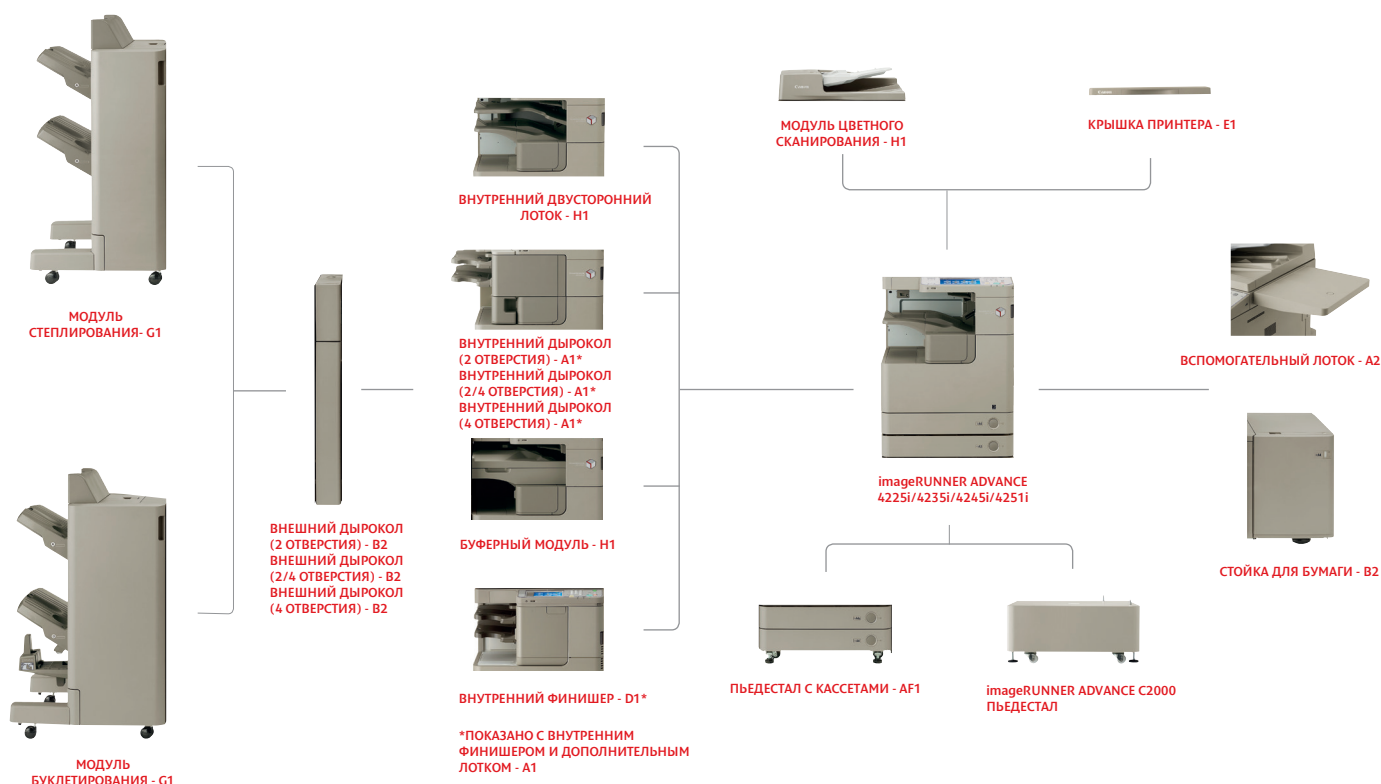 МОДУЛЬ
СТЕПЛИРОВАНИЯ- G1
МОДУЛЬ
БУКЛЕТИРОВАНИЯ - G1
ВНЕШНИЙ ДЫРОКОЛ
(2 ОТВЕРСТИЯ) - B2
ВНЕШНИЙ ДЫРОКОЛ
(2/4 ОТВЕРСТИЯ) - B2
ВНЕШНИЙ ДЫРОКОЛ
(4 ОТВЕРСТИЯ) - B2
ВНУТРЕННИЙ ДВУСТОРОННИЙ
ЛОТОК - H1
ВНУТРЕННИЙ ДЫРОКОЛ
(2 ОТВЕРСТИЯ) - A1*
ВНУТРЕННИЙ ДЫРОКОЛ
(2/4 ОТВЕРСТИЯ) - A1*
ВНУТРЕННИЙ ДЫРОКОЛ
(4 ОТВЕРСТИЯ) - A1*
БУФЕРНЫЙ МОДУЛЬ - H1
ВНУТРЕННИЙ ФИНИШЕР - D1*
*ПОКАЗАНО С ВНУТРЕННИМ
ФИНИШЕРОМ И ДОПОЛНИТЕЛЬНЫМ
ЛОТКОМ - A1
Canon
МОДУЛЬ ЦВЕТНОГО
СКАНИРОВАНИЯ - H1
Canon
КРЫШКА ПРИНТЕРА - E1
imageRUNNER ADVANCE
4225i/4235i/4245i/4251i
ПЬЕДЕСТАЛ С КАССЕТАМИ - AF1
imageRUNNER ADVANCE C2000
ПЬЕДЕСТАЛ
ВСПОМОГАТЕЛЬНЫЙ ЛОТОК - A2
СТОЙКА ДЛЯ БУМАГИ - B2